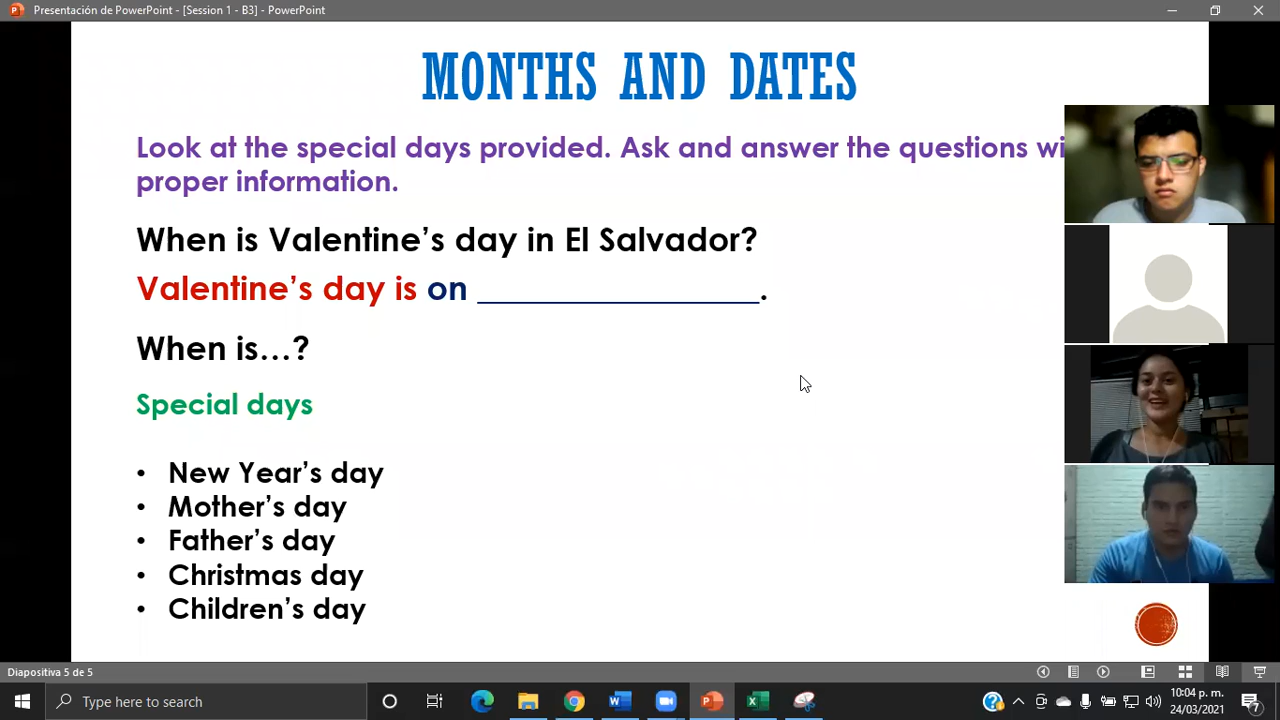 Presentación de PowerPoint - [Session 1 - B3] - PowerPoint
MONTHS AND DATES
Look at the special days provided. Ask and answer the questions wi
proper information.
When is Valentine's day in El Salvador?
Valentine's day is on _________________.
When is...?
Special days
• New Year's day
• Mother's day
• Father's day
• Christmas day
• Children's day
Diapositiva 5 de 5
Type here to search
10:04 p. m.
24/03/2021
7